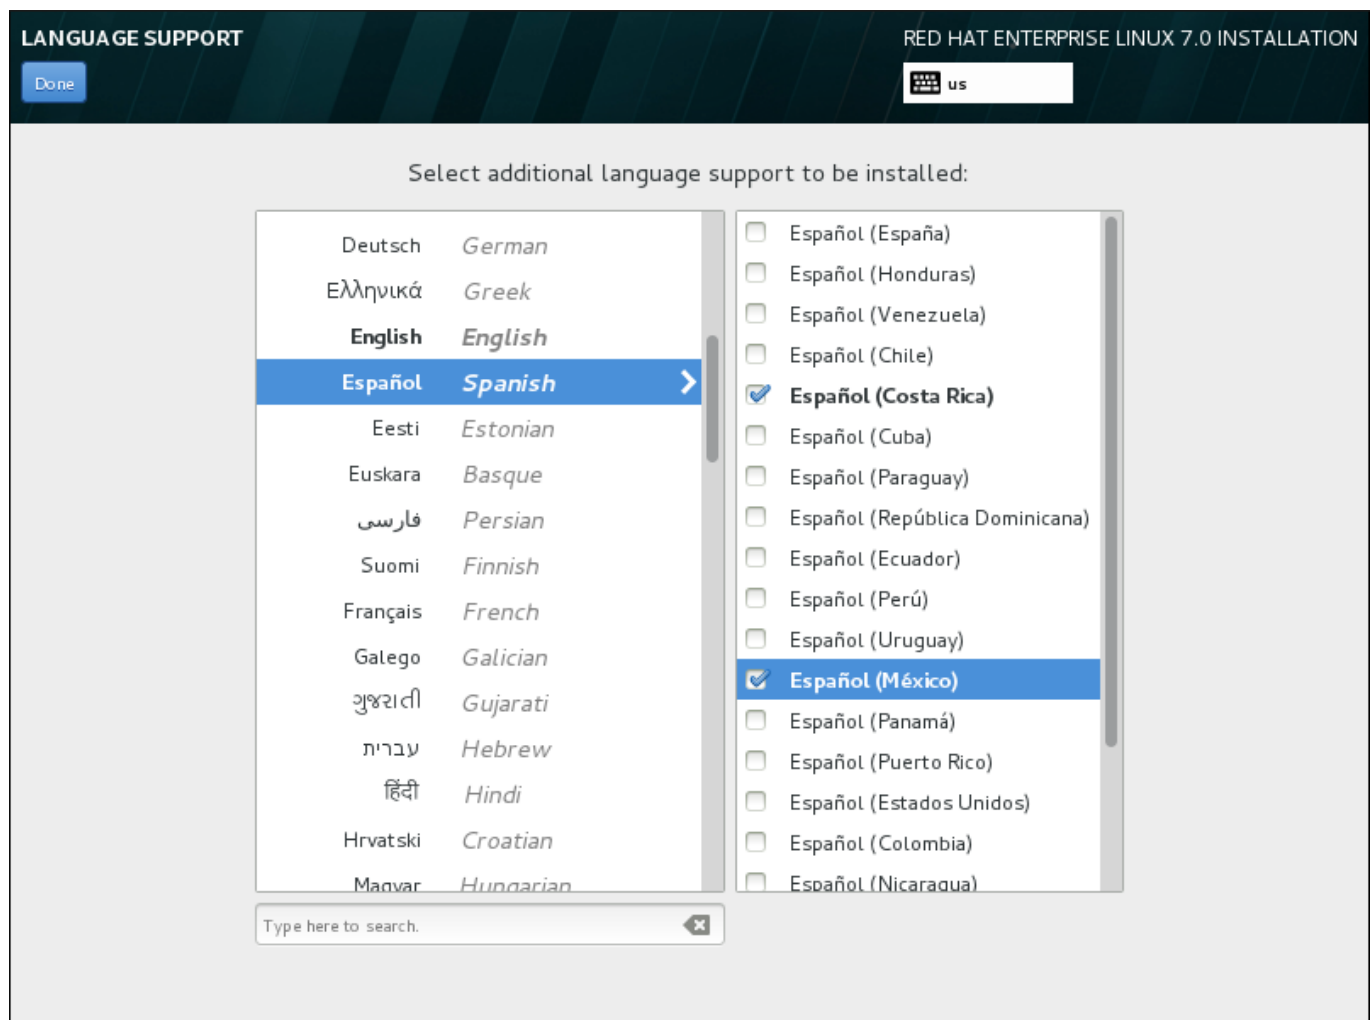 LANGUAGE SUPPORT
RED HAT ENTERPRISE LINUX 7.0 INSTALLATION
Done
us
Select additional language support to be installed:
Deutsch German
Ελληνικά Greek
English English
Español Spanish
Eesti Estonian
Euskara Basque
فارسی Persian
Suomi Finnish
Français French
Galego Galician
ગુજરાતી Gujarati
עברית Hebrew
हिंदी Hindi
Hrvatski Croatian
Magyar Hungarian
Español (España)
Español (Honduras)
Español (Venezuela)
Español (Chile)
Español (Costa Rica)
Español (Cuba)
Español (Paraguay)
Español (República Dominicana)
Español (Ecuador)
Español (Perú)
Español (Uruguay)
Español (México)
Español (Panamá)
Español (Puerto Rico)
Español (Estados Unidos)
Español (Colombia)
Español (Nicaragua)
Type here to search.